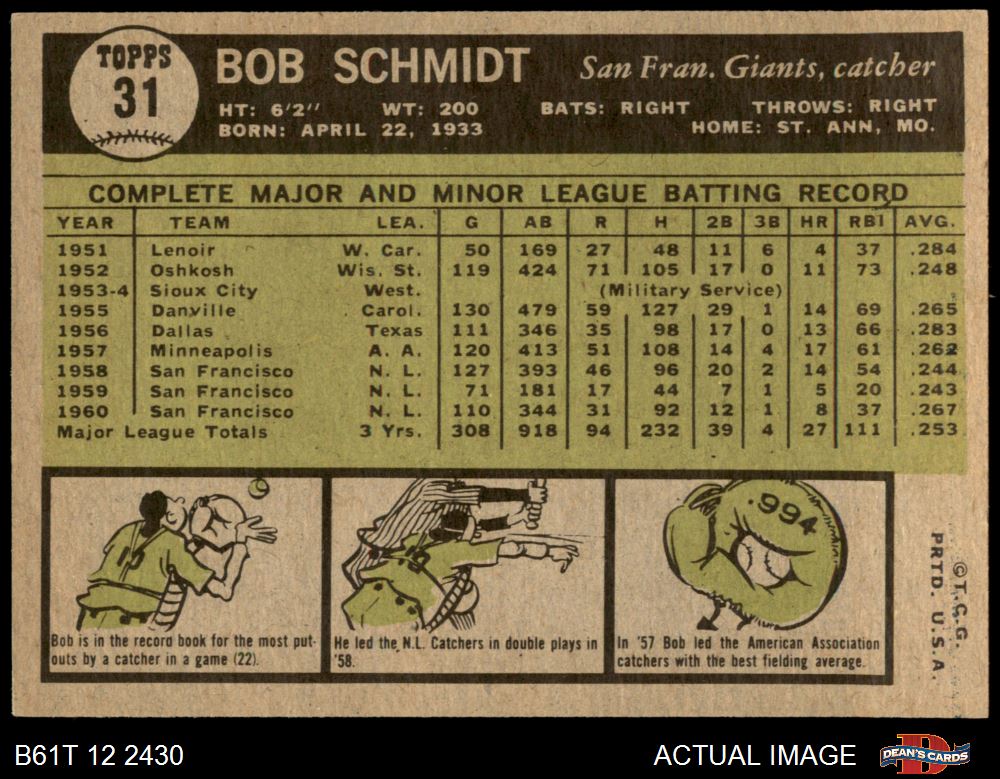 TOPPS
31
BOB SCHMIDT San Fran. Giants, catcher
HT: 6'2" WT: 200 BATS: RIGHT THROWS: RIGHT
BORN: APRIL 22, 1933 HOME: ST. ANN, MO.
COMPLETE MAJOR AND MINOR LEAGUE BATTING RECORD
YEAR TEAM LEA. G AB R H 2B 3B HR RBI AVG.
1951 Lenoir W. Car. 50 169 27 48 11 6 4 37 .284
1952 Oshkosh Wis. St. 119 424 71 105 17 0 11 73 .248
1953-4 Sioux City West. (Military Service)
1955 Danville Carol. 130 479 59 127 29 1 14 69 .265
1956 Dallas Texas 111 346 35 98 17 0 13 66 .283
1957 Minneapolis A. A. 120 413 51 108 14 4 17 61 .262
1958 San Francisco N. L. 127 393 46 96 20 2 14 54 .244
1959 San Francisco N. L. 71 181 17 44 7 1 5 20 .243
1960 San Francisco N. L. 110 344 31 92 12 1 8 37 .267
Major League Totals 3 Yrs. 308 918 94 232 39 4 27 111 .253
13
Bob is in the record book for the most put-
outs by a catcher in a game (22).
He led the N.L. Catchers in double plays in
'58.
.994
In '57 Bob led the American Association
catchers with the best fielding average.
© T.C.G.
PRTD. U.S.A.
B61T 12 2430 ACTUAL IMAGE
DEAN'S CARDS